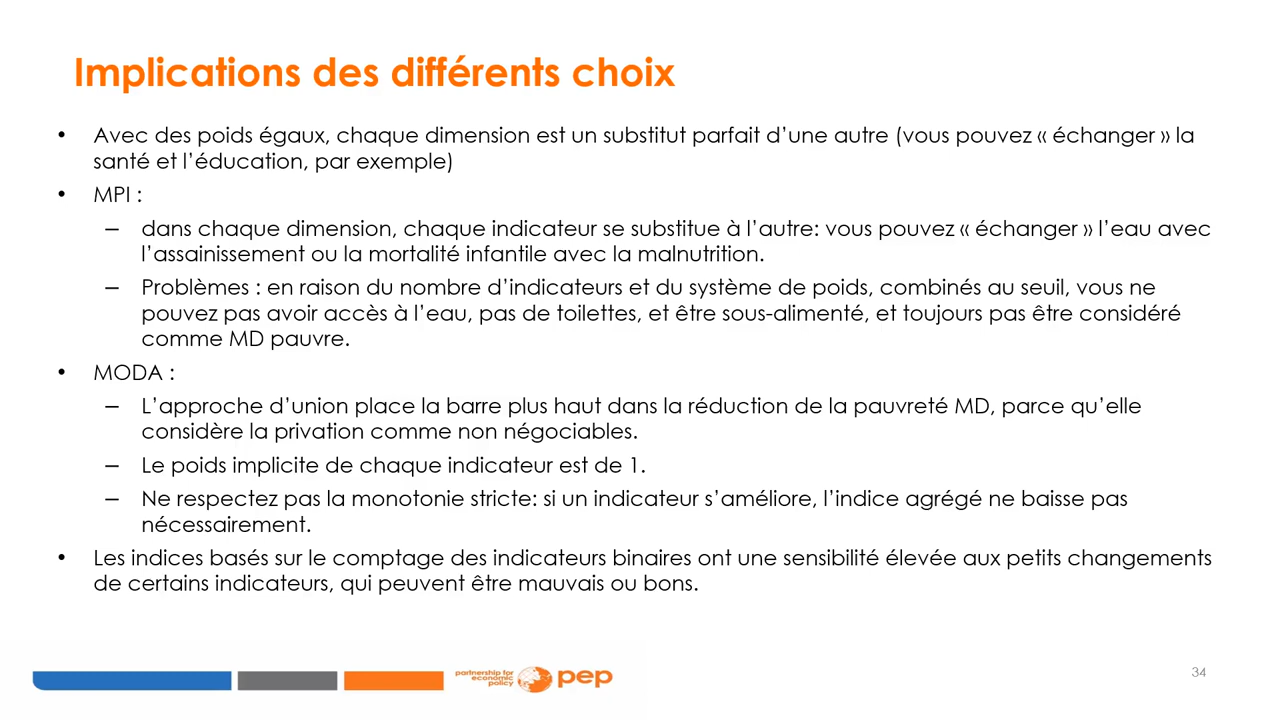 Implications des différents choix
• Avec des poids égaux, chaque dimension est un substitut parfait d’une autre (vous pouvez « échanger » la
santé et l’éducation, par exemple)
• MPI :
– dans chaque dimension, chaque indicateur se substitue à l’autre: vous pouvez « échanger » l’eau avec
l’assainissement ou la mortalité infantile avec la malnutrition.
– Problèmes : en raison du nombre d’indicateurs et du système de poids, combinés au seuil, vous ne
pouvez pas avoir accès à l’eau, pas de toilettes, et être sous-alimenté, et toujours pas être considéré
comme MD pauvre.
• MODA :
– L’approche d’union place la barre plus haut dans la réduction de la pauvreté MD, parce qu’elle
considère la privation comme non négociables.
– Le poids implicite de chaque indicateur est de 1.
– Ne respectez pas la monotonie stricte: si un indicateur s’améliore, l’indice agrégé ne baisse pas
nécessairement.
• Les indices basés sur le comptage des indicateurs binaires ont une sensibilité élevée aux petits changements
de certains indicateurs, qui peuvent être mauvais ou bons.
partnership for
economic
policy
pep
34